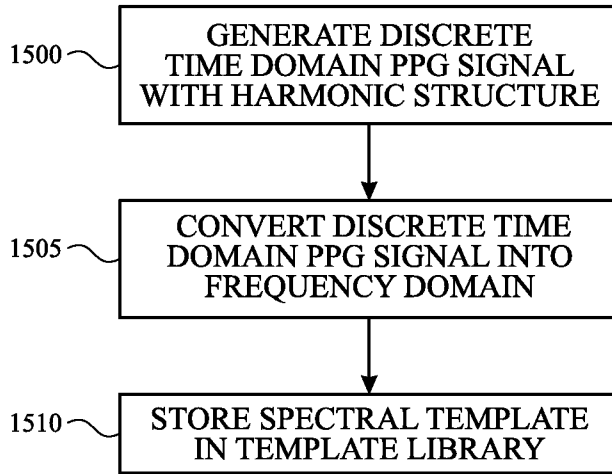 1500
GENERATE DISCRETE
TIME DOMAIN PPG SIGNAL
WITH HARMONIC STRUCTURE
1505
CONVERT DISCRETE TIME
DOMAIN PPG SIGNAL INTO
FREQUENCY DOMAIN
1510
STORE SPECTRAL TEMPLATE
IN TEMPLATE LIBRARY